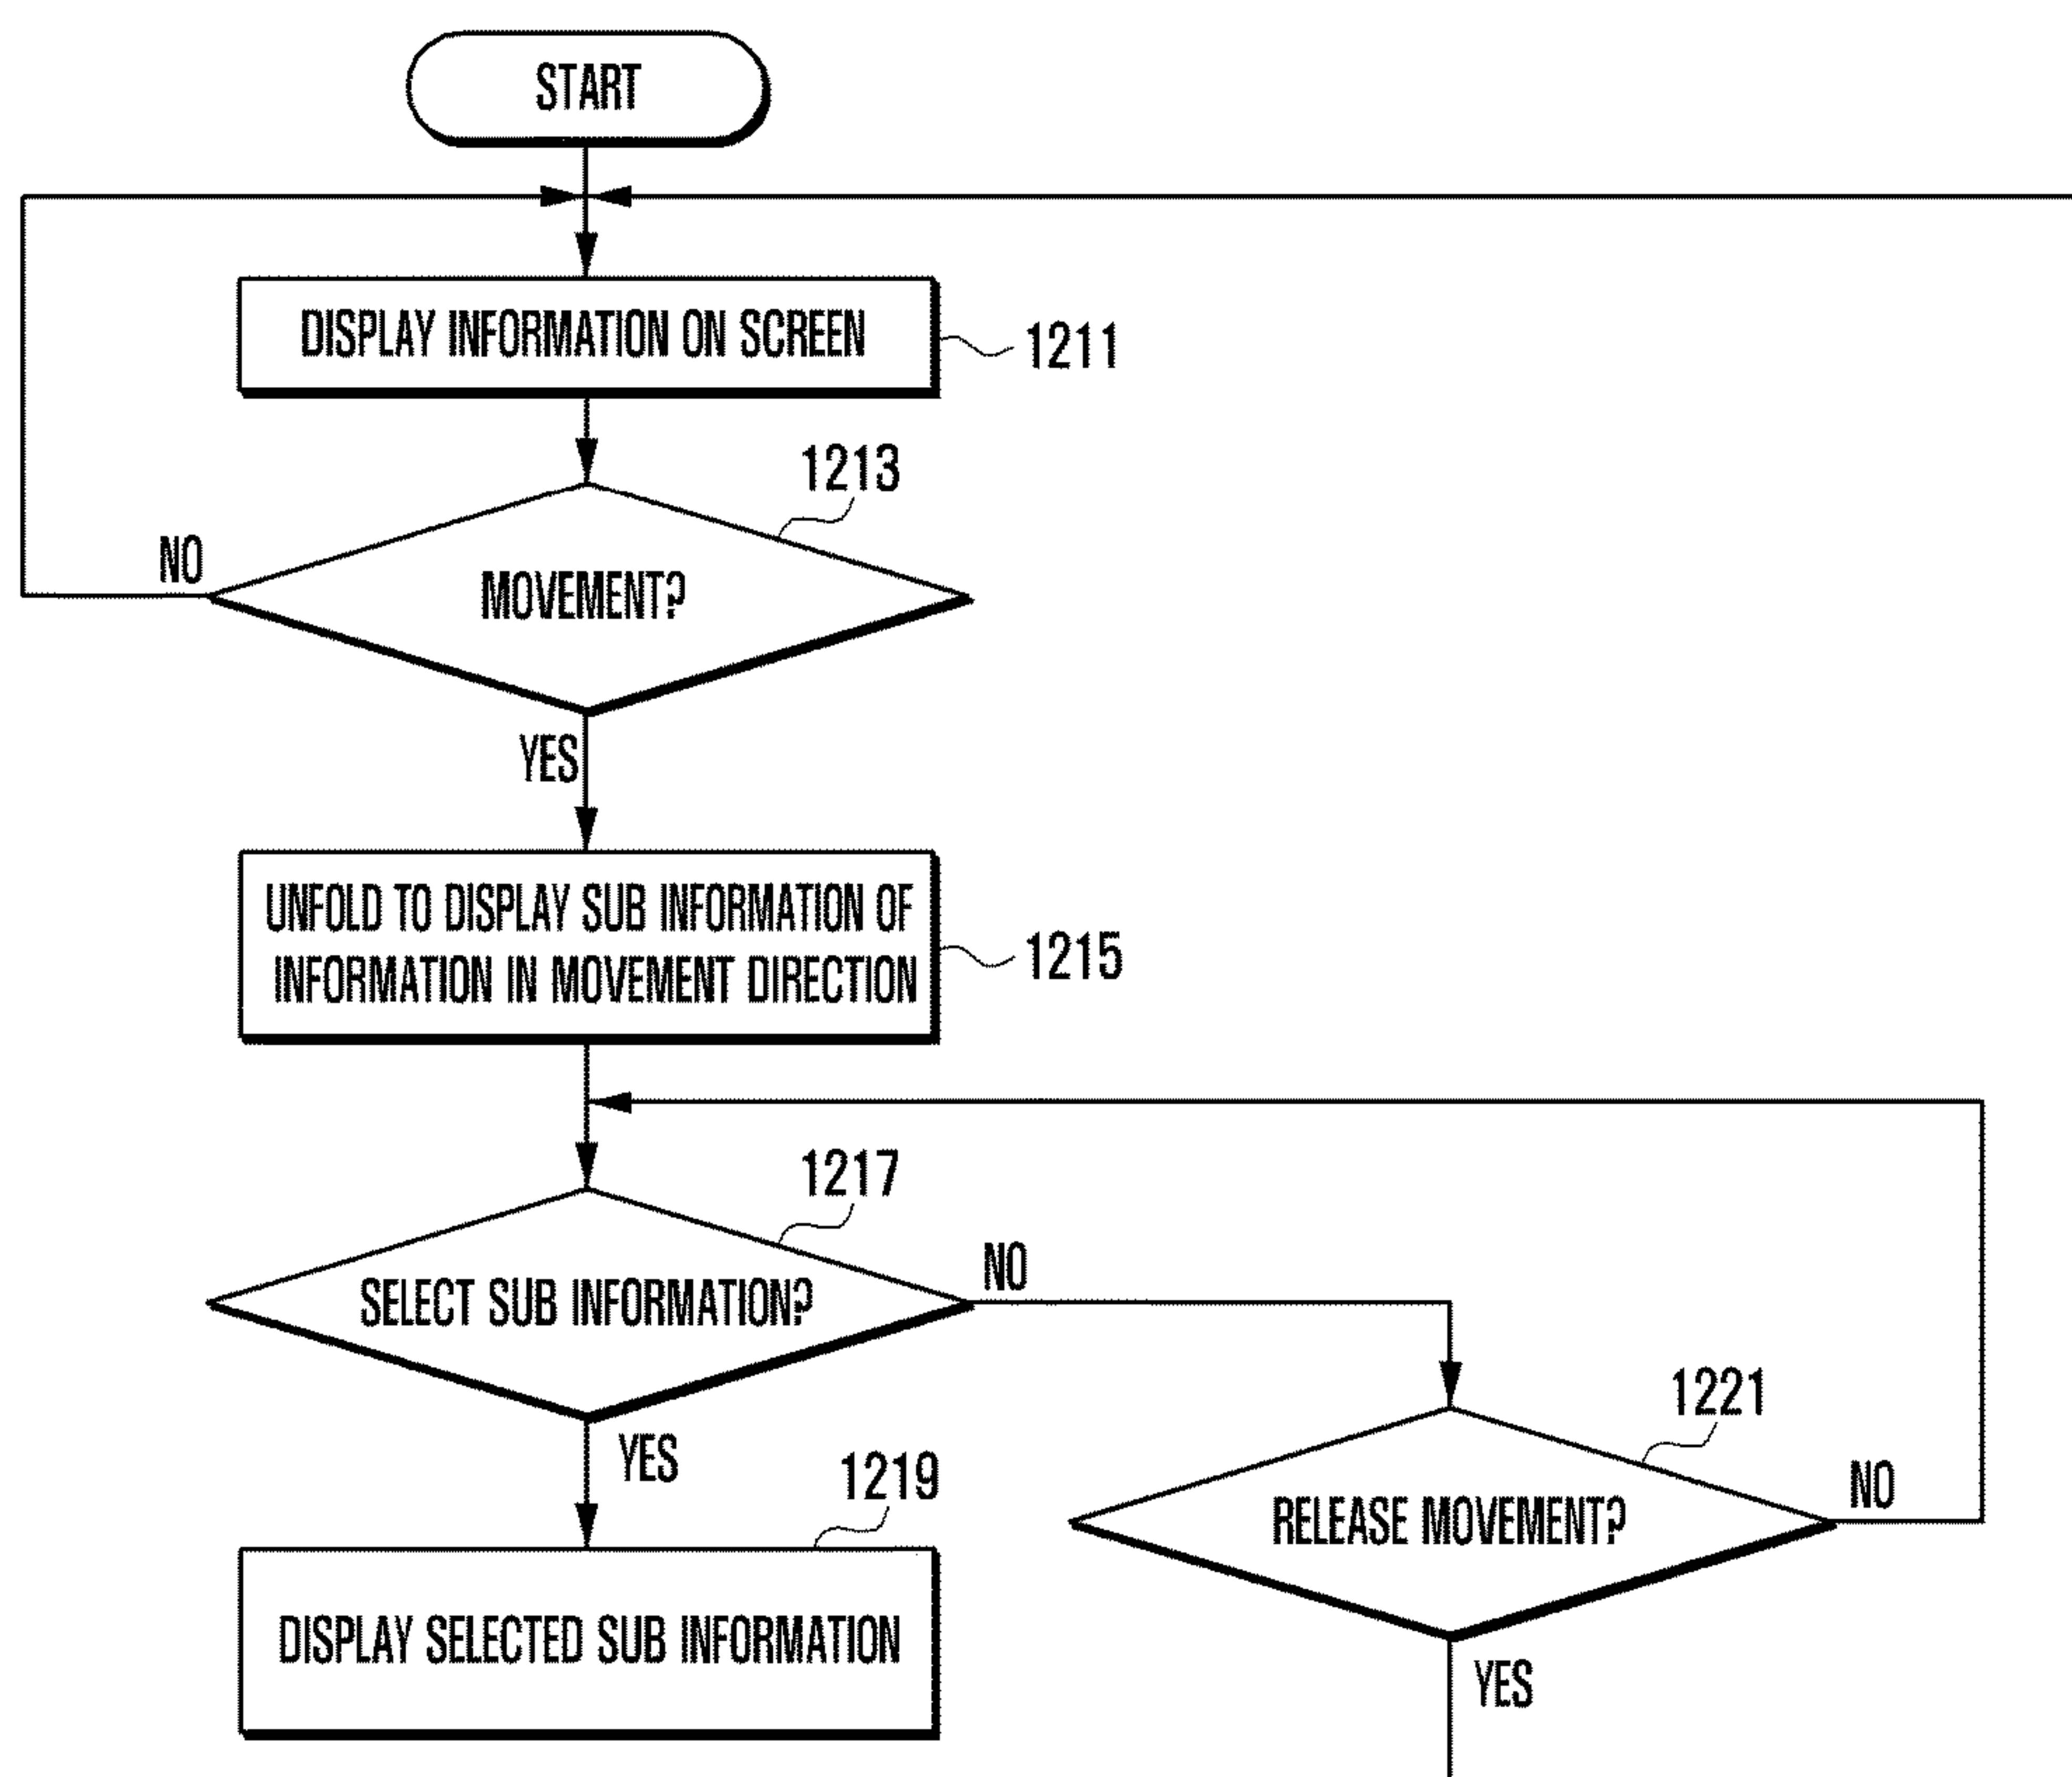 START
DISPLAY INFORMATION ON SCREEN
1211
1213
NO
MOVEMENT?
YES
UNFOLD TO DISPLAY SUB INFORMATION OF
INFORMATION IN MOVEMENT DIRECTION
1215
1217
NO
SELECT SUB INFORMATION?
YES
1219
DISPLAY SELECTED SUB INFORMATION
1221
NO
RELEASE MOVEMENT?
YES